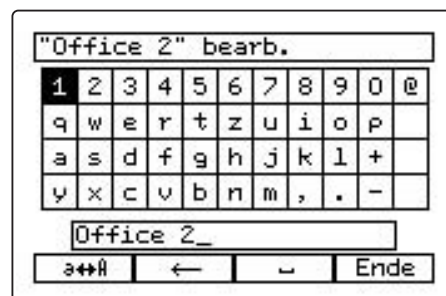 "Office 2" bearb.
1 2 3 4 5 6 7 8 9 0 @
q w e r t z u i o p
a s d f g h j k l +
y x c v b n m , . -
Office 2_
a↔A ← ⎵ Ende